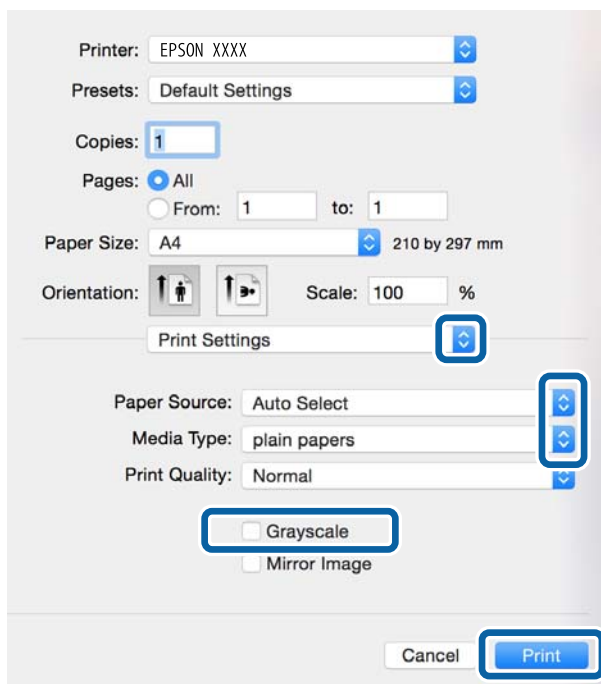 Printer: EPSON XXXX
Presets: Default Settings
Copies: 1
Pages: All
From: 1 to: 1
Paper Size: A4 210 by 297 mm
Orientation: Scale: 100 %
Print Settings
Paper Source: Auto Select
Media Type: plain papers
Print Quality: Normal
Grayscale
Mirror Image
Cancel Print